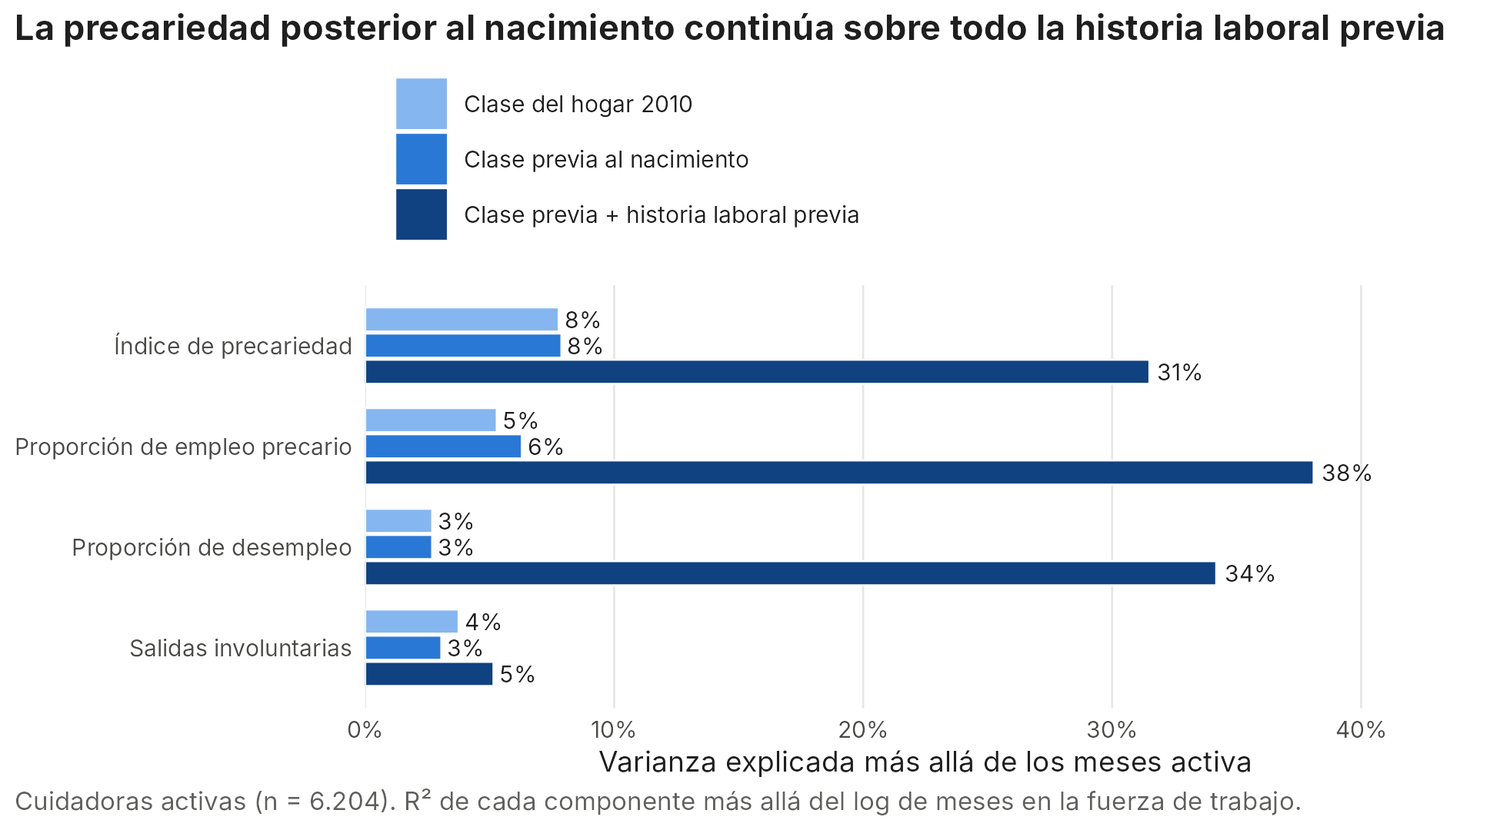 La precariedad posterior al nacimiento continúa sobre todo la historia laboral previa
Clase del hogar 2010
Clase previa al nacimiento
Clase previa + historia laboral previa
Índice de precariedad
8%
8%
31%
Proporción de empleo precario
5%
6%
38%
Proporción de desempleo
3%
3%
34%
Salidas involuntarias
4%
3%
5%
0% 10% 20% 30% 40%
Varianza explicada más allá de los meses activa
Cuidadoras activas (n = 6.204). R² de cada componente más allá del log de meses en la fuerza de trabajo.